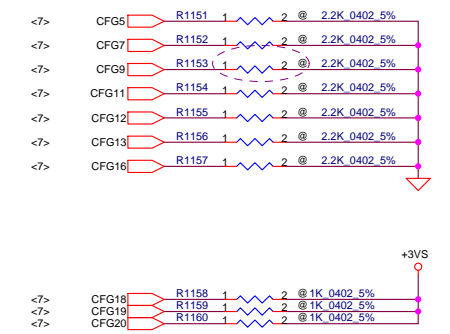 <7> CFG5 R1151 1 2 @ 2.2K_0402_5%
<7> CFG7 R1152 1 2 @ 2.2K_0402_5%
<7> CFG9 R1153 1 2 @ 2.2K_0402_5%
<7> CFG11 R1154 1 2 @ 2.2K_0402_5%
<7> CFG12 R1155 1 2 @ 2.2K_0402_5%
<7> CFG13 R1156 1 2 @ 2.2K_0402_5%
<7> CFG16 R1157 1 2 @ 2.2K_0402_5%
+3VS
<7> CFG18 R1158 1 2 @ 1K_0402_5%
<7> CFG19 R1159 1 2 @ 1K_0402_5%
<7> CFG20 R1160 1 2 @ 1K_0402_5%